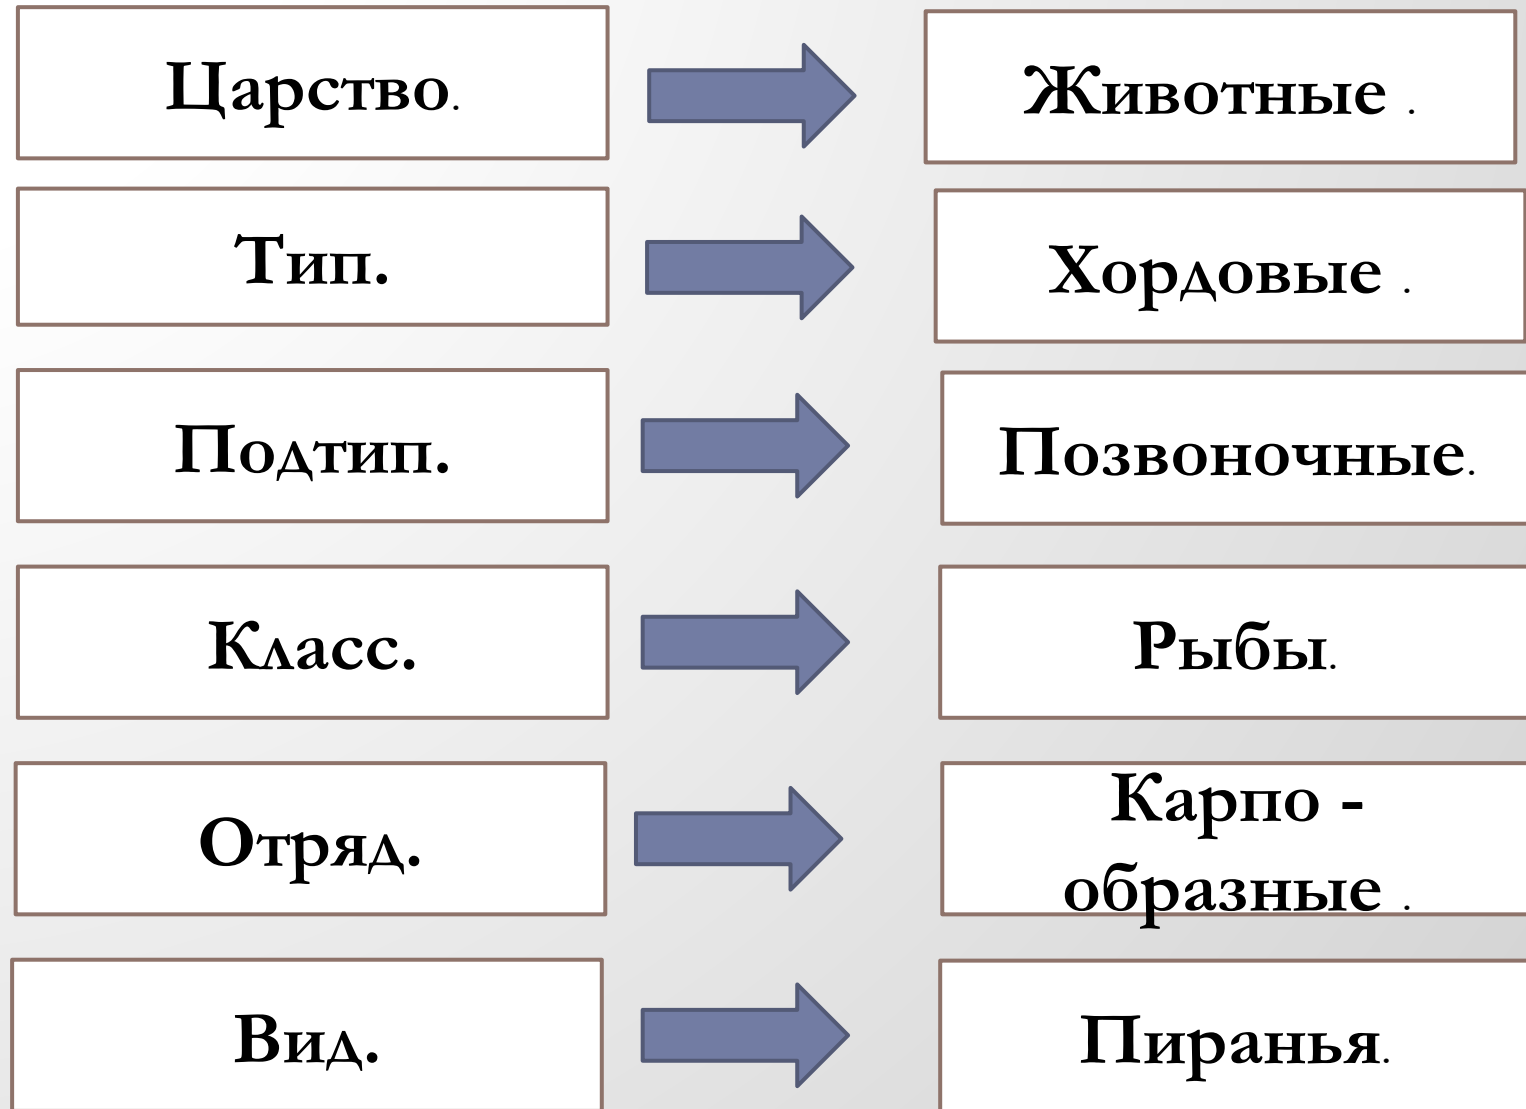 Царство.
Животные .
Тип.
Хордовые .
Подтип.
Позвоночные.
Класс.
Рыбы.
Отряд.
Карпо -
образные .
Вид.
Пиранья.